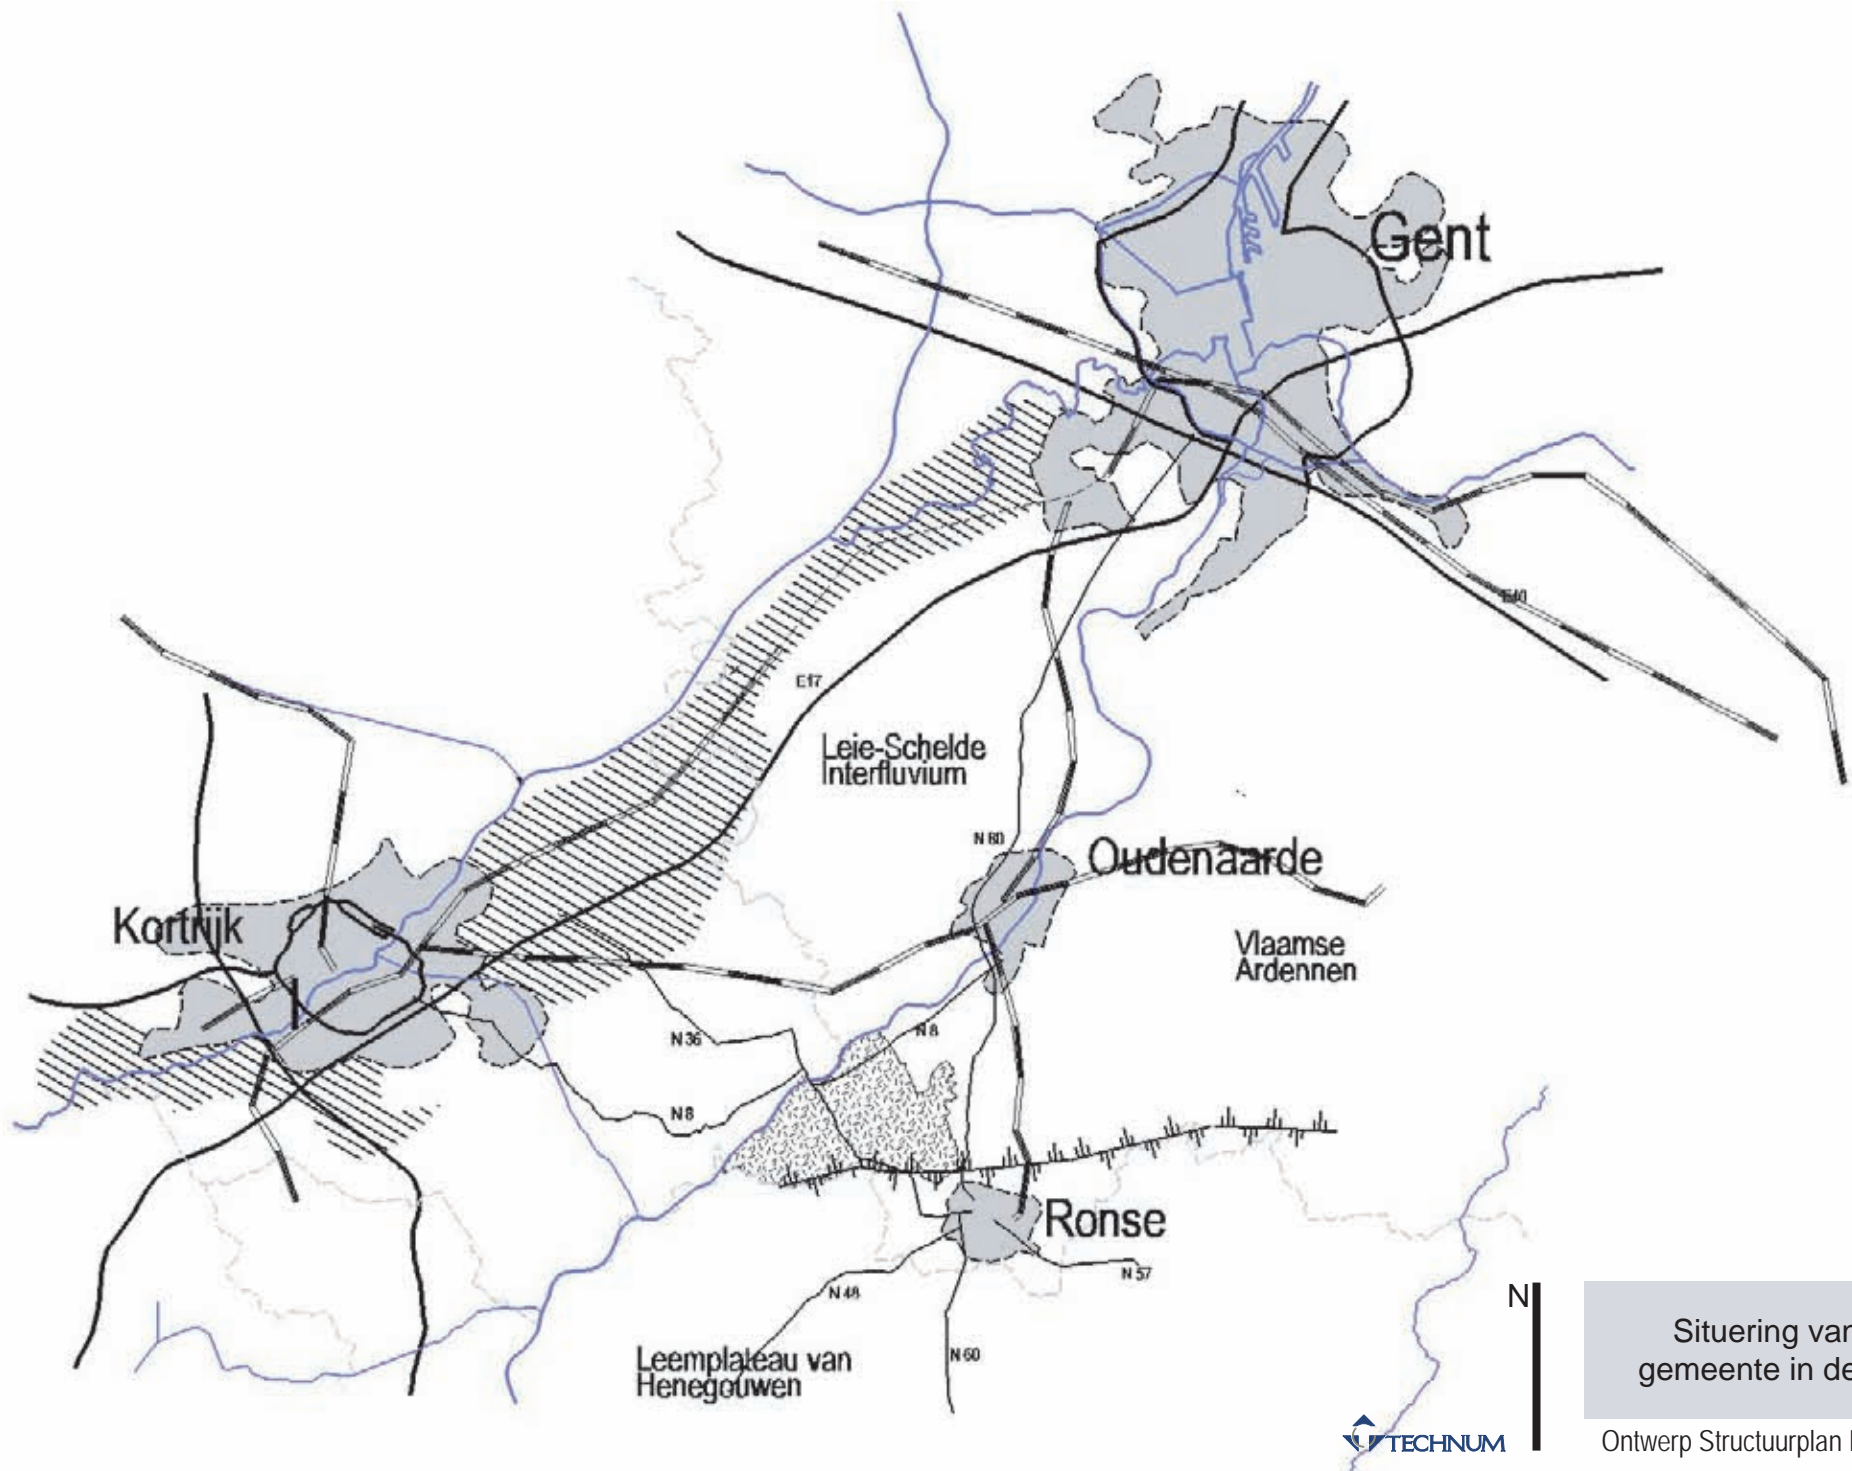 Gent
E40
E17
Leie-Schelde
Interfluvium
N 60
Oudenaarde
Kortrijk
Vlaamse
Ardennen
N 36
N 8
N 8
Ronse
N 57
N 48
N 60
Leemplateau van
Henegouwen
N
Situering van
gemeente in de
TECHNUM
Ontwerp Structuurplan